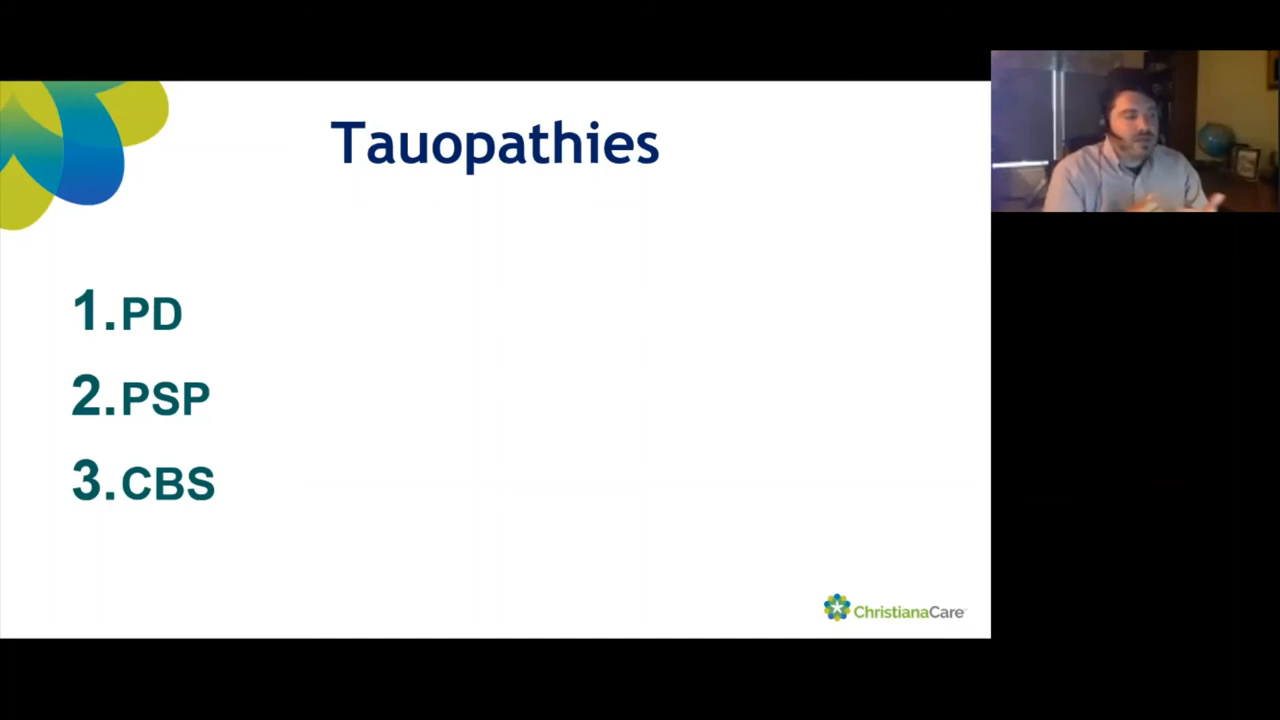 Tauopathies
1. PD
2. PSP
3. CBS
ChristianaCare